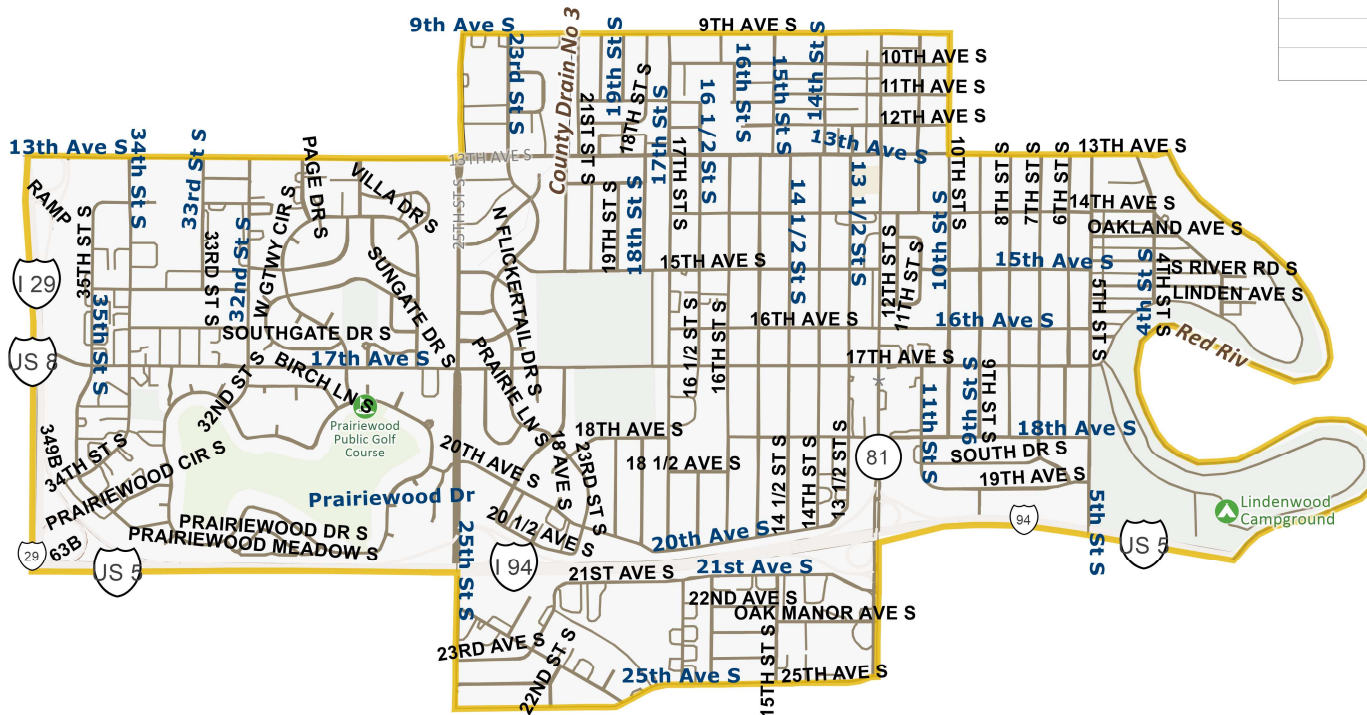 9th Ave S
9TH AVE S
23rd St S
County Drain No 3
19th St S
18TH ST S
21ST ST S
17th St S
17TH ST S
16 1/2 St S
16th St S
15th St S
14th St S
10TH AVE S
11TH AVE S
12TH AVE S
13th Ave S
13th Ave S
13TH AVE S
13TH AVE S
34th St S
33rd St S
PAGE DR S
VILLA DR S
RAMP
35TH ST S
33RD ST S
32nd St S
W GTWY CIR S
SUNGATE DR S
25TH ST S
N FLICKERTAIL DR S
19TH ST S
18th St S
15TH AVE S
14 1/2 St S
13 1/2 St S
12TH ST S
11TH ST S
10th St S
10TH ST S
8TH ST S
7TH ST S
6TH ST S
14TH AVE S
OAKLAND AVE S
15th Ave S
S RIVER RD S
LINDEN AVE S
4TH ST S
4th St S
5TH ST S
Red Riv
I 29
35th St S
US 8
SOUTHGATE DR S
17th Ave S
BIRCH LN S
32ND ST S
PRAIRIE LN S
16 1/2 ST S
16TH ST S
16TH AVE S
16th Ave S
17TH AVE S
11th St S
9th St S
9TH ST S
18th Ave S
SOUTH DR S
19TH AVE S
Prairiewood
Public Golf
Course
349B
34TH ST S
PRAIRIEWOOD CIR S
Prairiewood Dr
PRAIRIEWOOD DR S
PRAIRIEWOOD MEADOW S
29
63B
US 5
20TH AVE S
18 AVE S
23RD ST S
18TH AVE S
18 1/2 AVE S
14 1/2 ST S
14TH ST S
13 1/2 ST S
81
20 1/2 AVE S
20th Ave S
25th St S
I 94
21ST AVE S
21st Ave S
22ND AVE S
OAK MANOR AVE S
23RD AVE S
22ND ST S
25th Ave S
15TH ST S
25TH AVE S
94
5th St S
US 5
Lindenwood
Campground